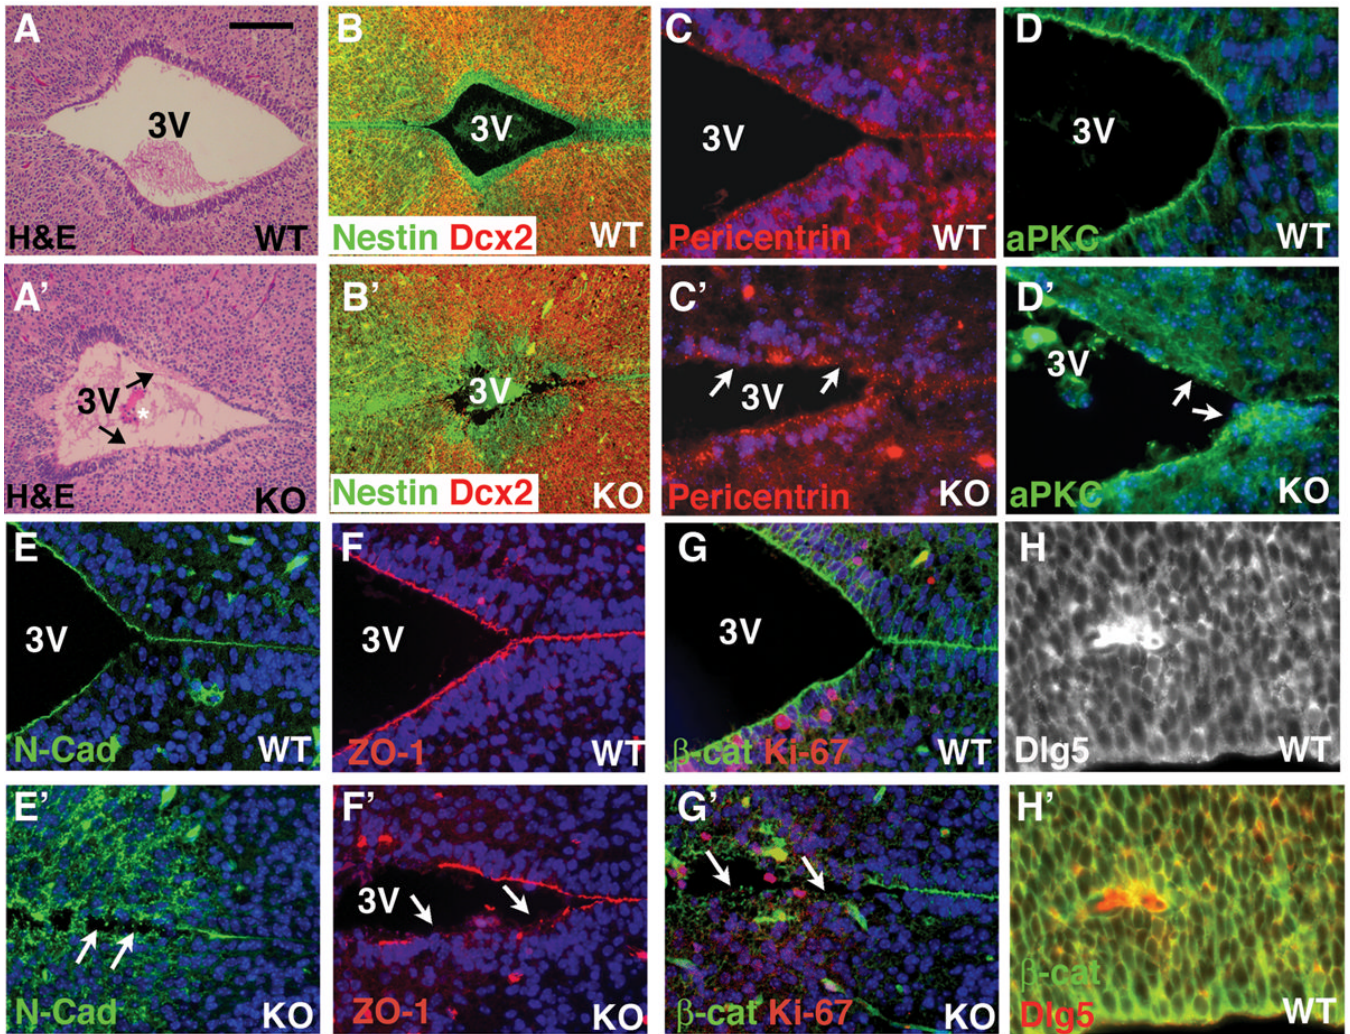 A
3V
H&E WT
B
3V
Nestin Dcx2 WT
C
3V
Pericentrin WT
D
3V
aPKC WT
A'
3V
*
H&E KO
B'
3V
Nestin Dcx2 KO
C'
3V
Pericentrin KO
D'
3V
aPKC KO
E
3V
N-Cad WT
F
3V
ZO-1 WT
G
3V
β-cat Ki-67 WT
H
Dlg5 WT
E'
N-Cad KO
F'
3V
ZO-1 KO
G'
β-cat Ki-67 KO
H'
β-cat
Dlg5 WT